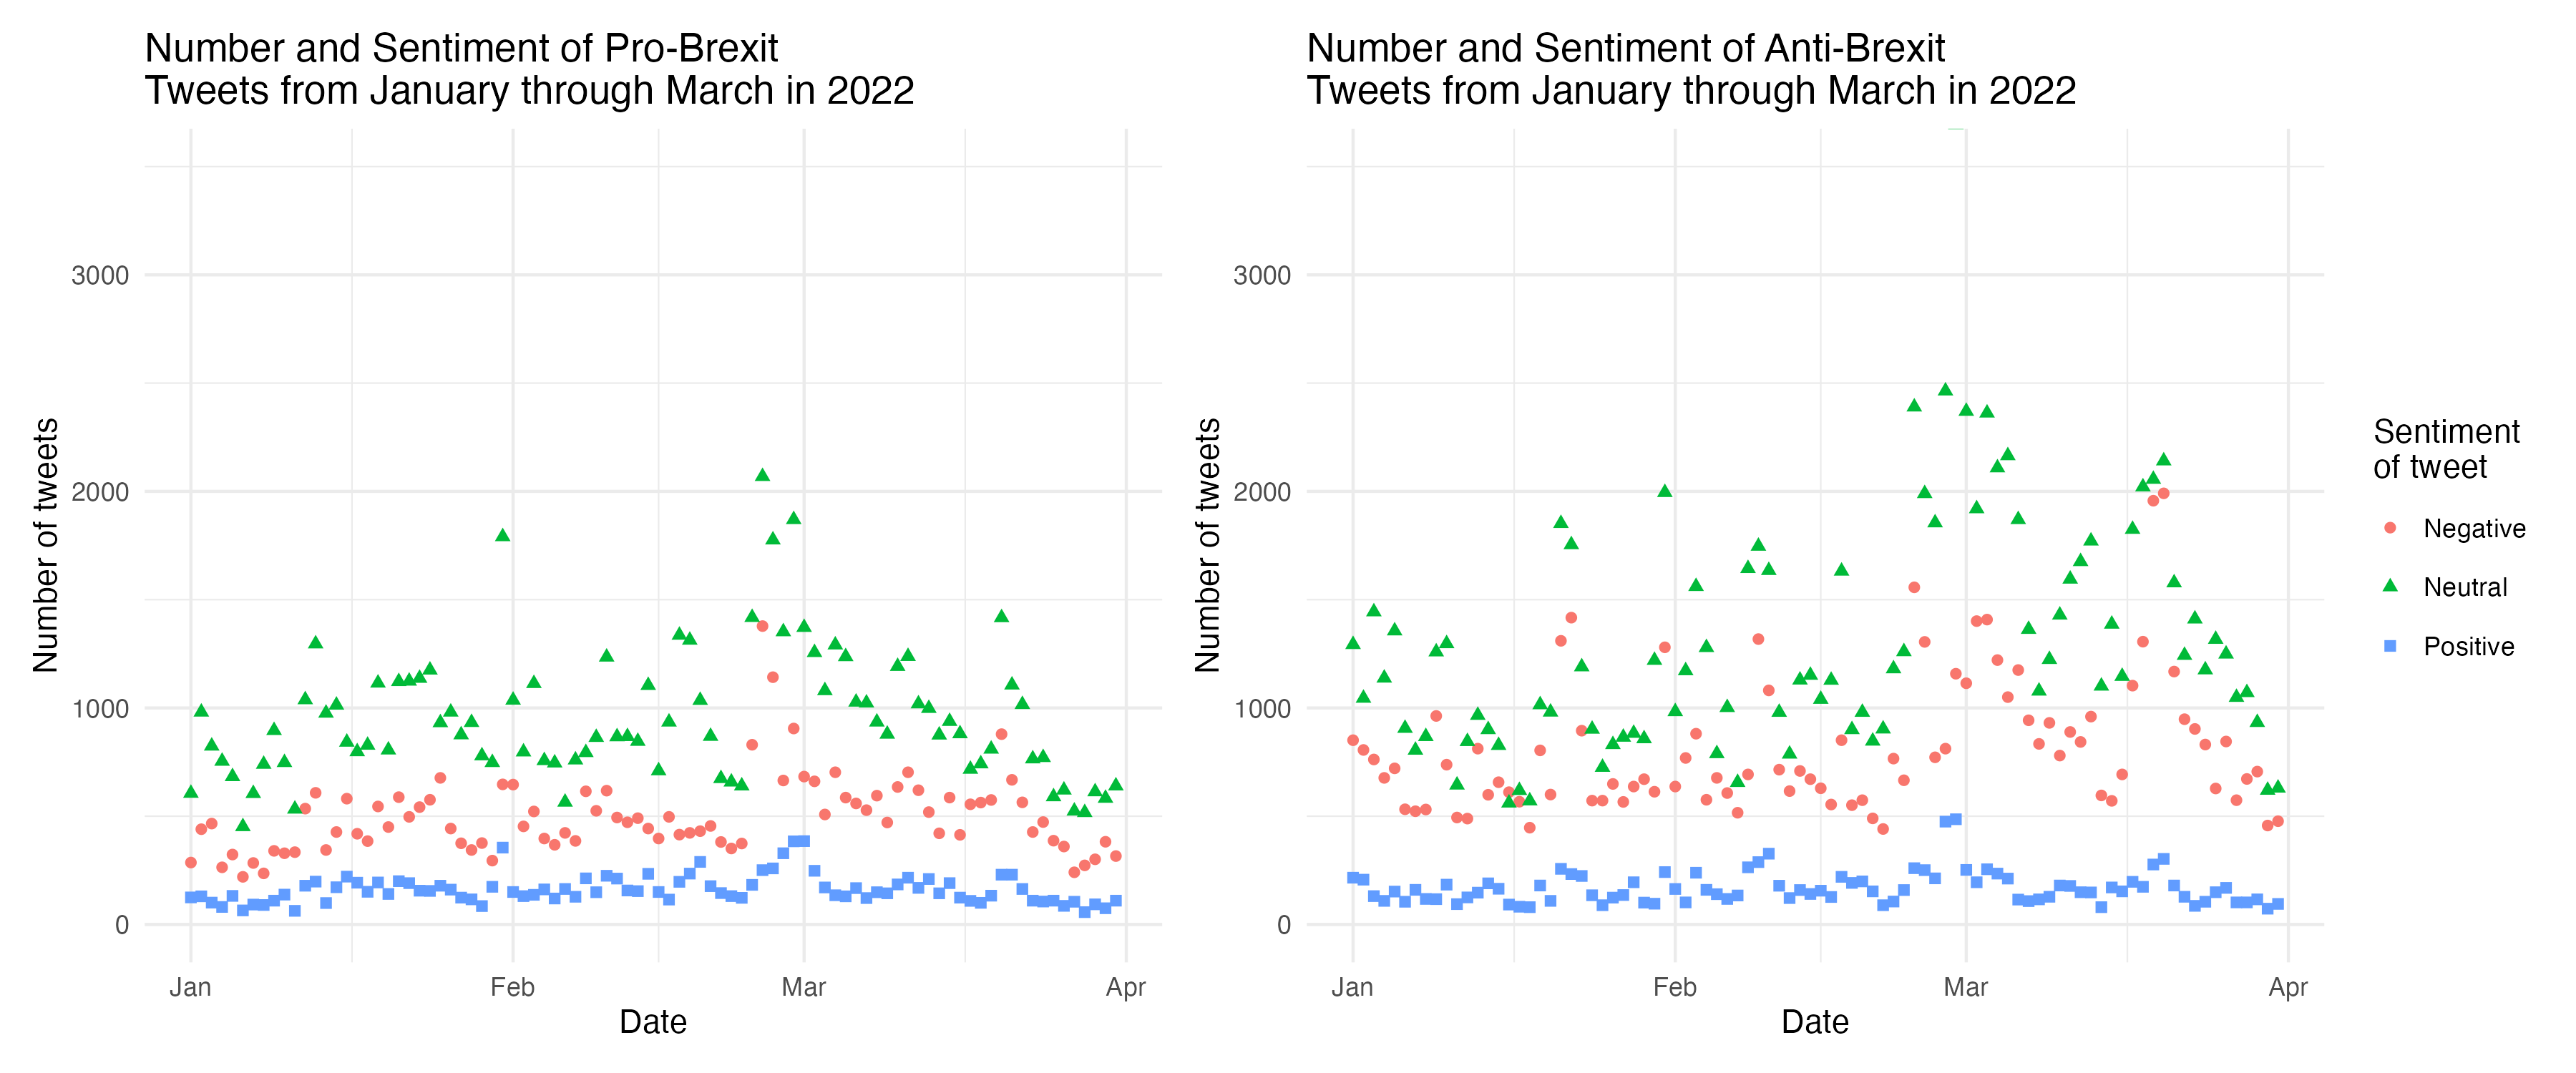 Number and Sentiment of Pro-Brexit
Tweets from January through March in 2022
Number of tweets
3000
2000
1000
0
Jan
Feb
Mar
Apr
Date
Number and Sentiment of Anti-Brexit
Tweets from January through March in 2022
Number of tweets
3000
2000
1000
0
Jan
Feb
Mar
Apr
Date
Sentiment
of tweet
Negative
Neutral
Positive